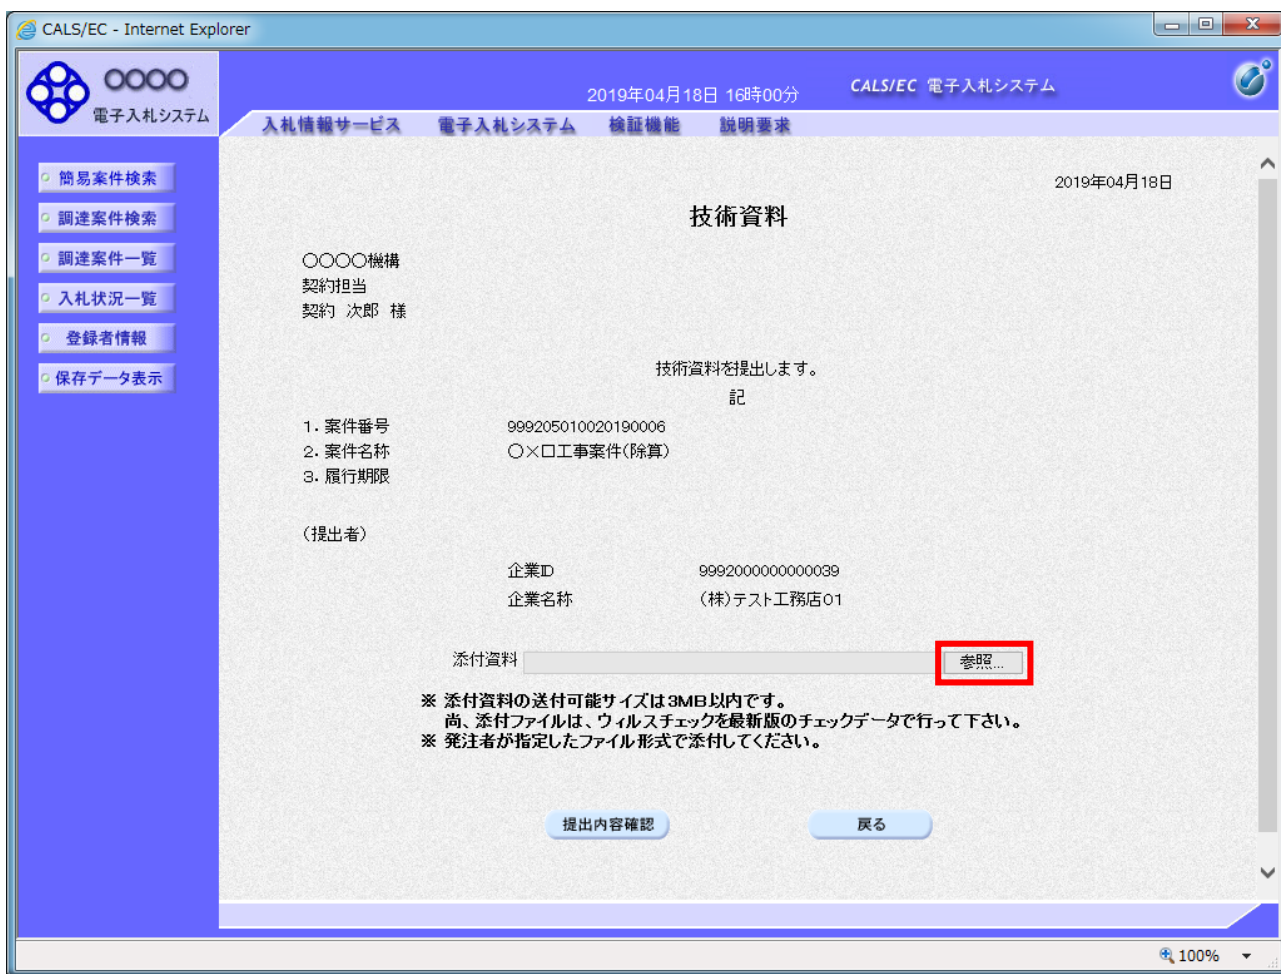 CALS/EC - Internet Explorer
〇〇〇〇
電子入札システム
2019年04月18日 16時00分
CALS/EC 電子入札システム
入札情報サービス 電子入札システム 検証機能 説明要求
簡易案件検索
調達案件検索
調達案件一覧
入札状況一覧
登録者情報
保存データ表示
2019年04月18日
技術資料
〇〇〇〇機構
契約担当
契約 次郎 様
技術資料を提出します。
記
1. 案件番号 999205010020190006
2. 案件名称 〇×口工事案件(除算)
3. 履行期限
(提出者)
企業ID 9992000000000039
企業名称 (株)テスト工務店01
添付資料 参照...
※ 添付資料の送付可能サイズは3MB以内です。
尚、添付ファイルは、ウィルスチェックを最新版のチェックデータで行って下さい。
※ 発注者が指定したファイル形式で添付してください。
提出内容確認 戻る
100%